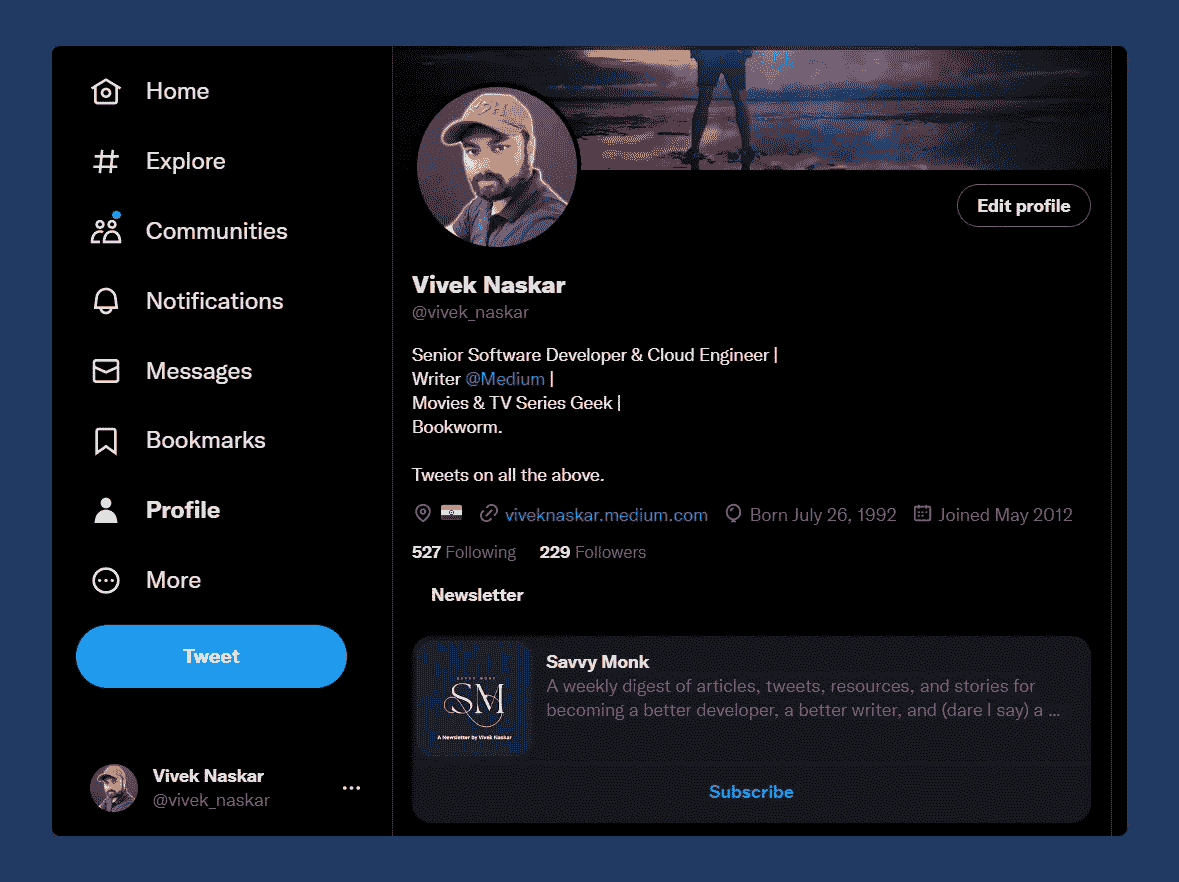 Home
Explore
Communities
Notifications
Messages
Bookmarks
Profile
More
Tweet
Vivek Naskar
@vivek_naskar
Edit profile
Vivek Naskar
@vivek_naskar
Senior Software Developer & Cloud Engineer |
Writer @Medium |
Movies & TV Series Geek |
Bookworm.
Tweets on all the above.
viveknaskar.medium.com Born July 26, 1992 Joined May 2012
527 Following 229 Followers
Newsletter
SAVVY MONK
SM
A Newsletter by Vivek Naskar
Savvy Monk
A weekly digest of articles, tweets, resources, and stories for
becoming a better developer, a better writer, and (dare I say) a ...
Subscribe